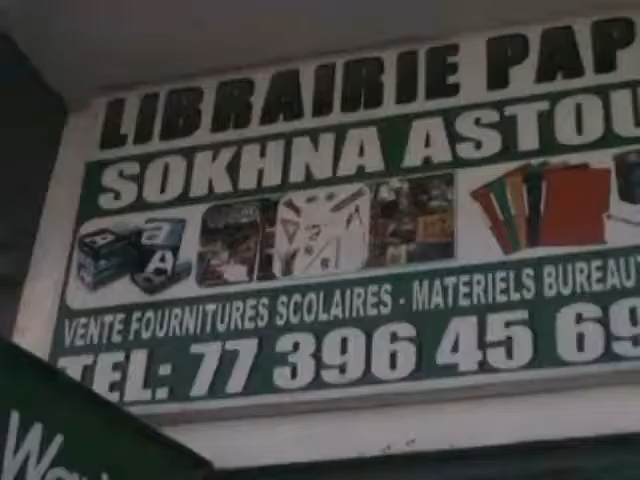 LIBRAIRIE PAP
SOKHNA ASTOU
VENTE FOURNITURES SCOLAIRES - MATERIELS BUREAUT
TEL: 77 396 45 69